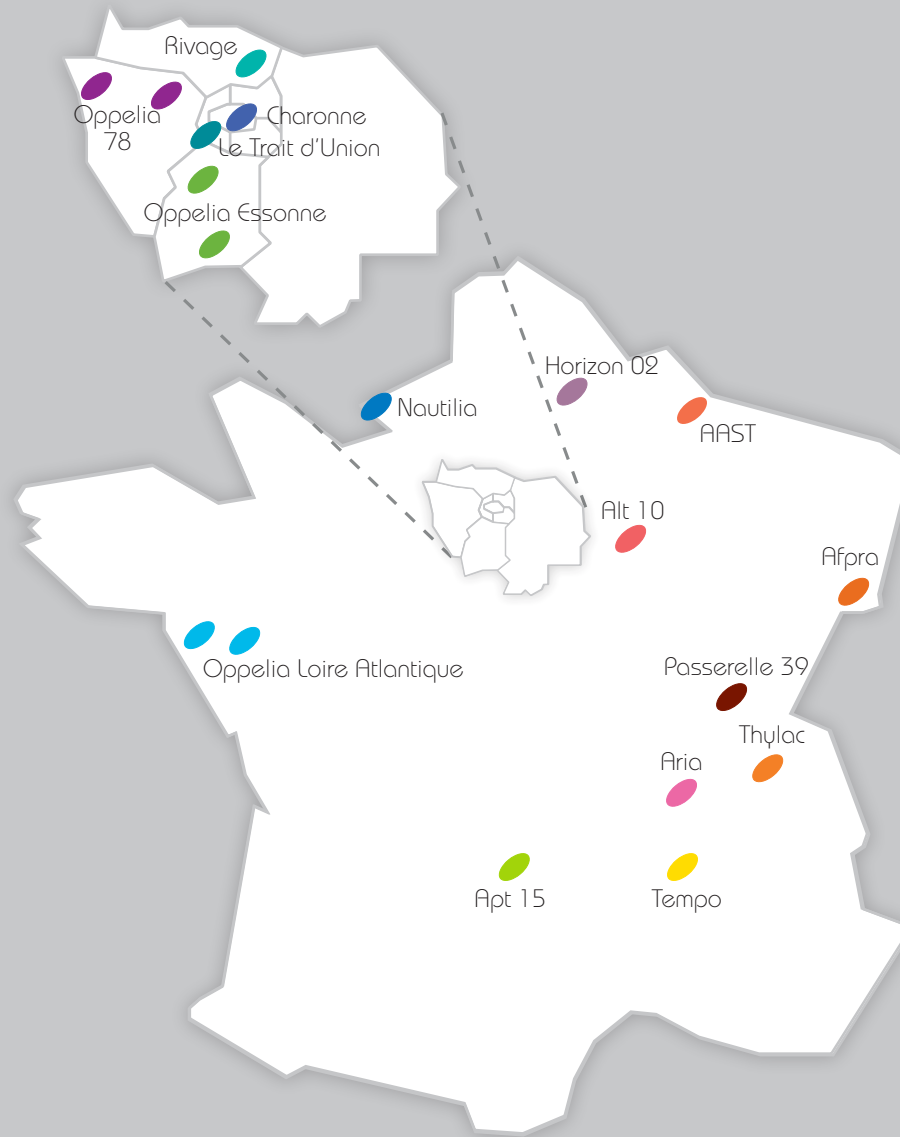 Rivage
Oppelia
78
Charonne
Le Trait d'Union
Oppelia Essonne
Horizon 02
Nautilia
AAST
Alt 10
Afpra
Oppelia Loire Atlantique
Passerelle 39
Thylac
Aria
Apt 15
Tempo